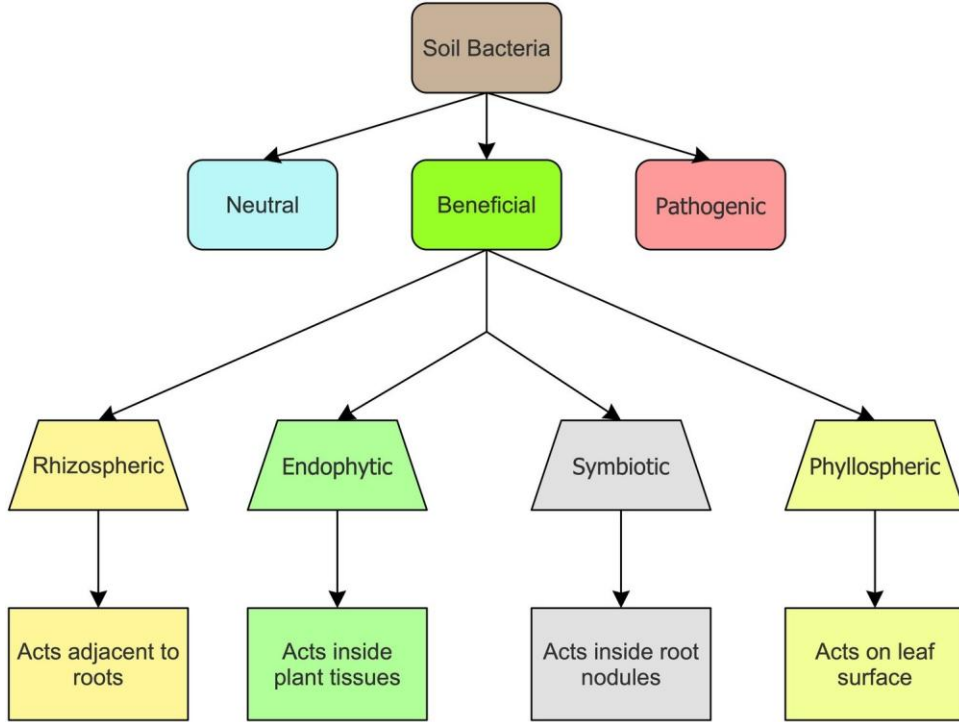 Soil Bacteria
Neutral
Beneficial
Pathogenic
Rhizospheric
Endophytic
Symbiotic
Phyllospheric
Acts adjacent to
roots
Acts inside
plant tissues
Acts inside root
nodules
Acts on leaf
surface